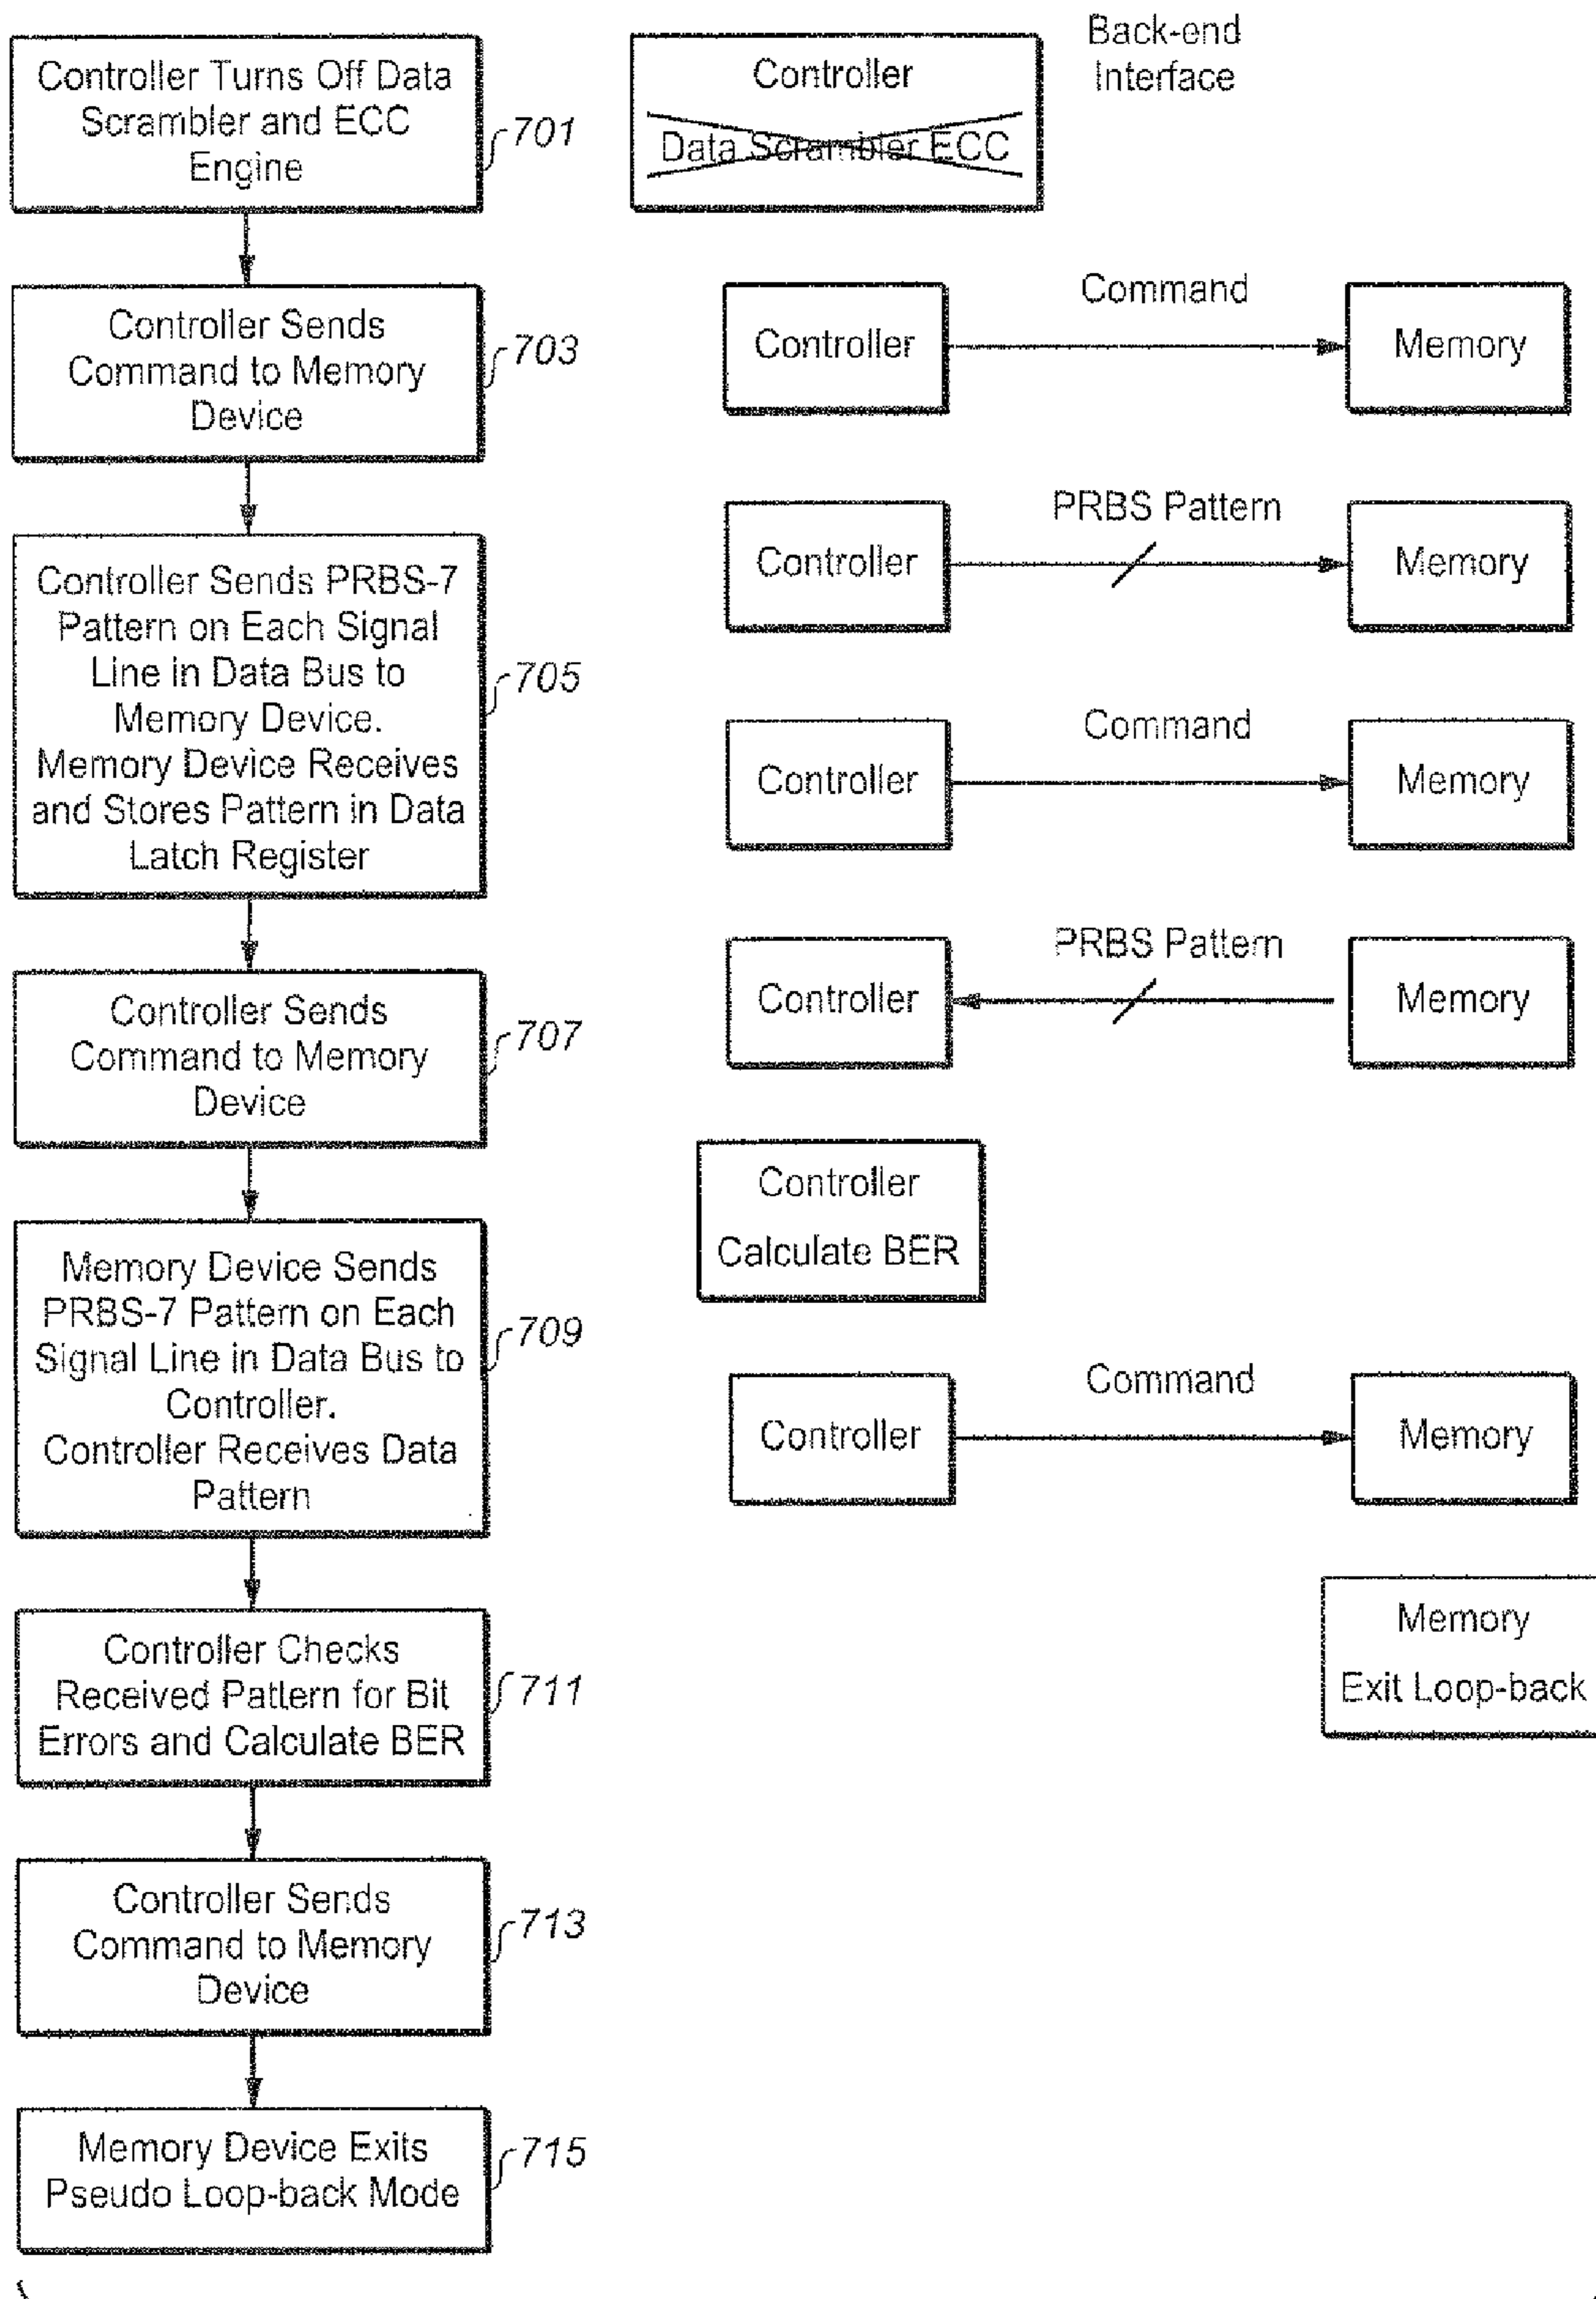 Controller Turns Off Data
Scrambler and ECC
Engine
701
Controller Sends
Command to Memory
Device
703
Controller Sends PRBS-7
Pattern on Each Signal
Line in Data Bus to
Memory Device.
Memory Device Receives
and Stores Pattern in Data
Latch Register
705
Controller Sends
Command to Memory
Device
707
Memory Device Sends
PRBS-7 Pattern on Each
Signal Line in Data Bus to
Controller.
Controller Receives Data
Pattern
709
Controller Checks
Received Pattern for Bit
Errors and Calculate BER
711
Controller Sends
Command to Memory
Device
713
Memory Device Exits
Pseudo Loop-back Mode
715
Back-end
Interface
Controller
Data Scrambler ECC
Controller
Command
Memory
Controller
PRBS Pattern
Memory
Controller
Command
Memory
Controller
PRBS Pattern
Memory
Controller
Calculate BER
Controller
Command
Memory
Memory
Exit Loop-back